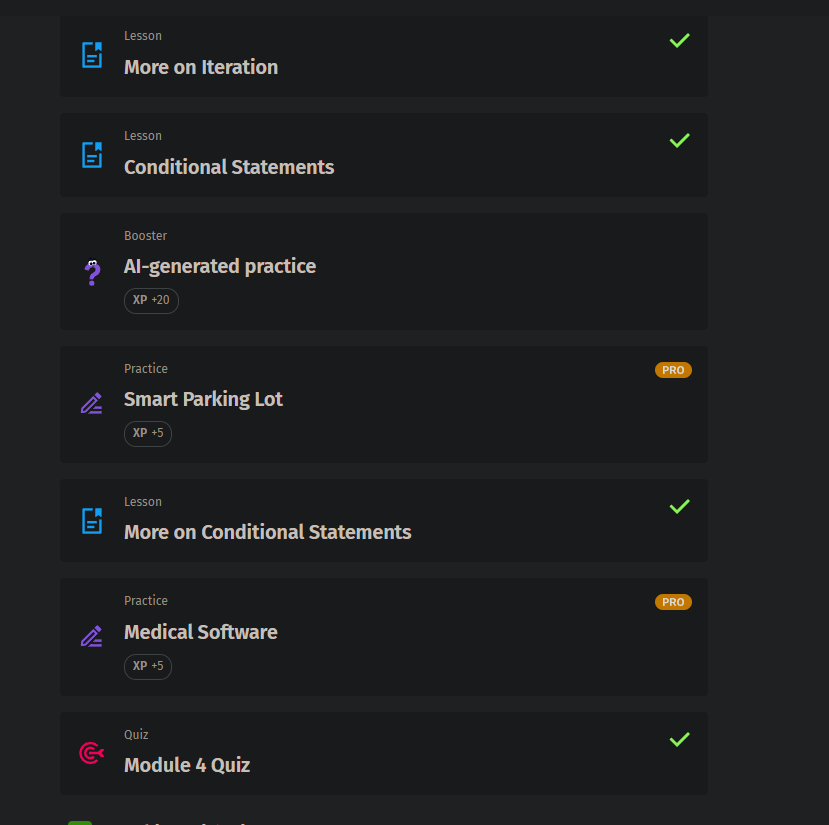 Lesson
More on Iteration
Lesson
Conditional Statements
Booster
AI-generated practice
XP +20
Practice
PRO
Smart Parking Lot
XP +5
Lesson
More on Conditional Statements
Practice
PRO
Medical Software
XP +5
Quiz
Module 4 Quiz